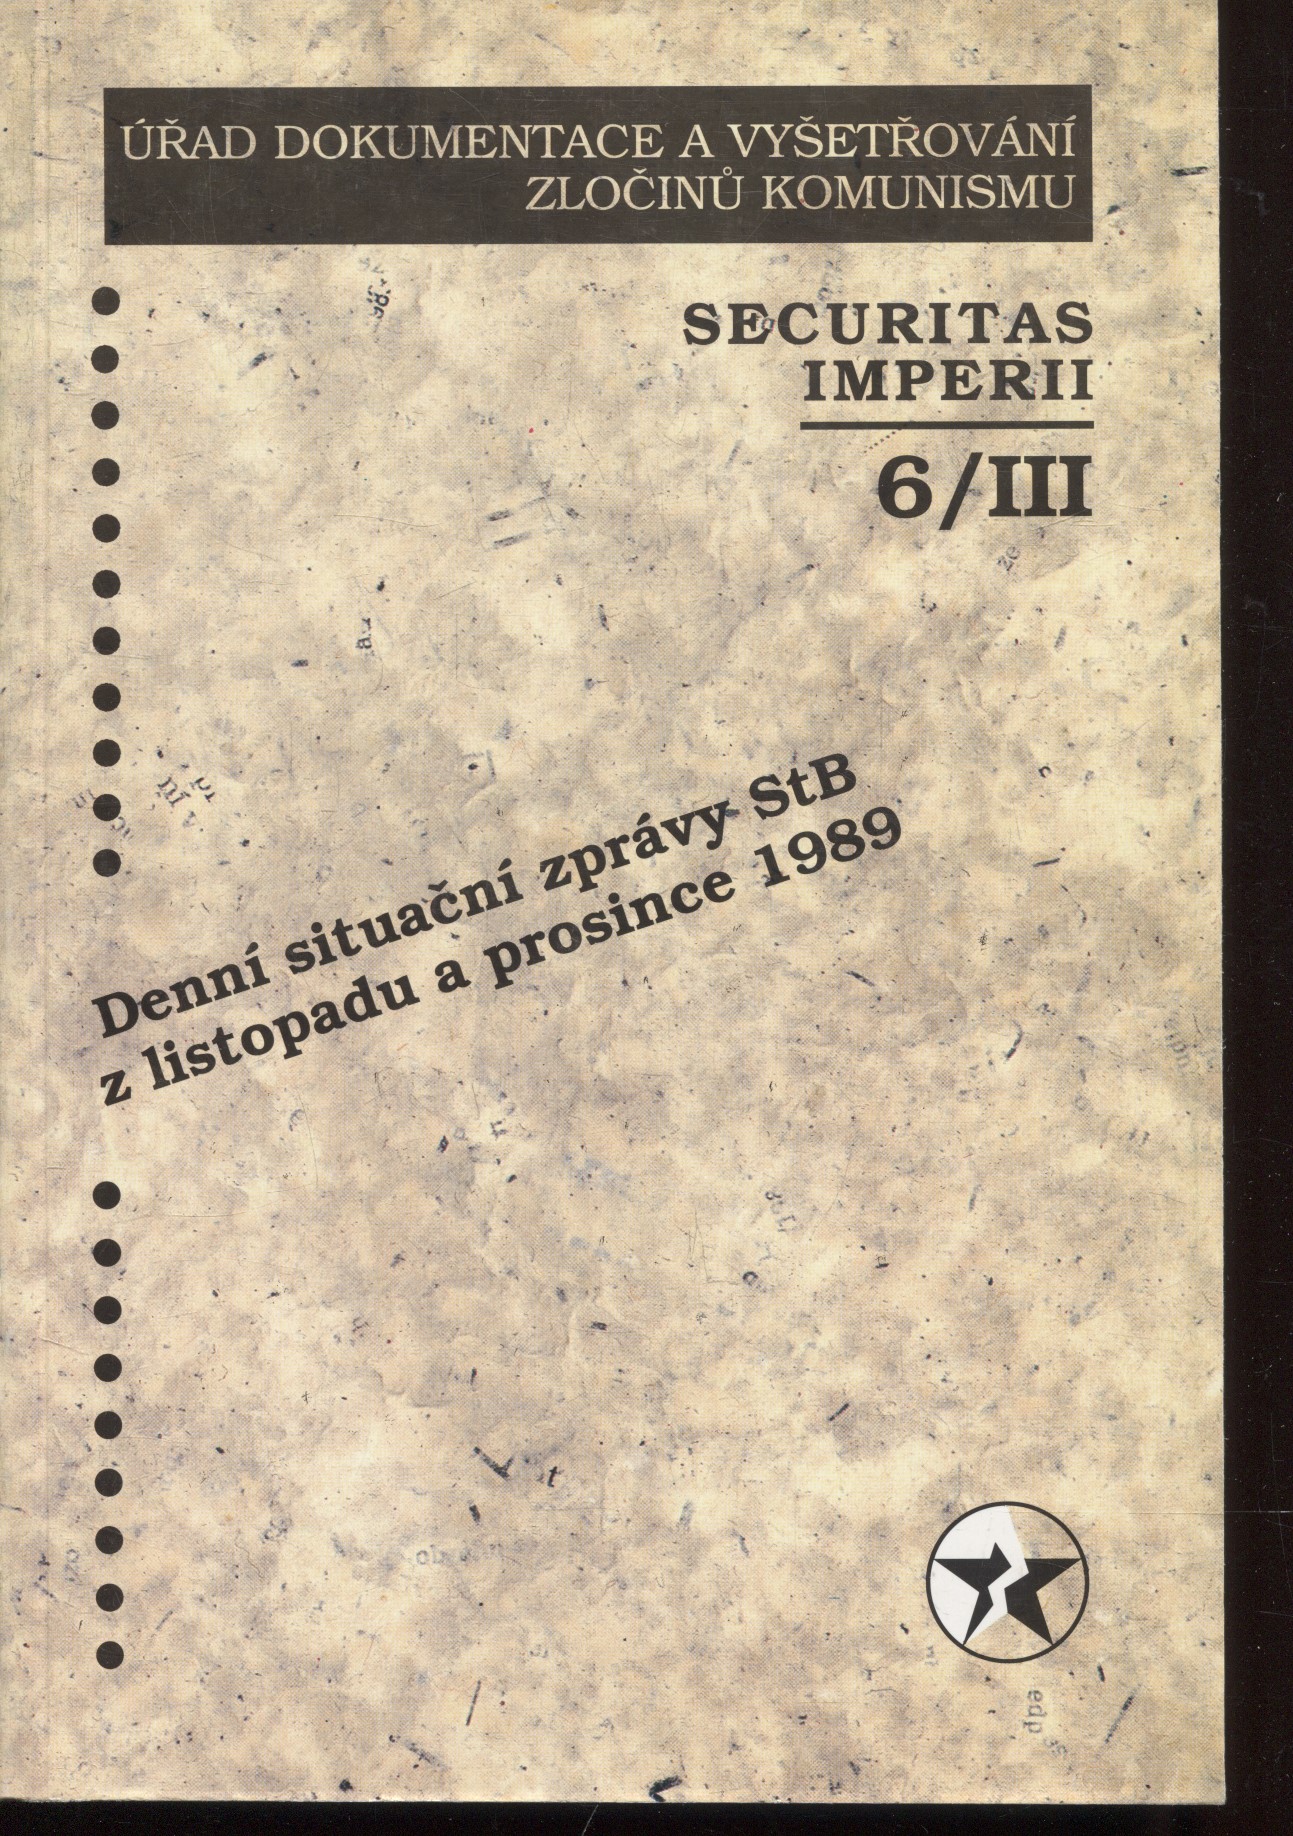 ÚŘAD DOKUMENTACE A VYŠETŘOVÁNÍ
ZLOČINŮ KOMUNISMU
SECURITAS
IMPERII
6/III
Denní situační zprávy StB
z listopadu a prosince 1989